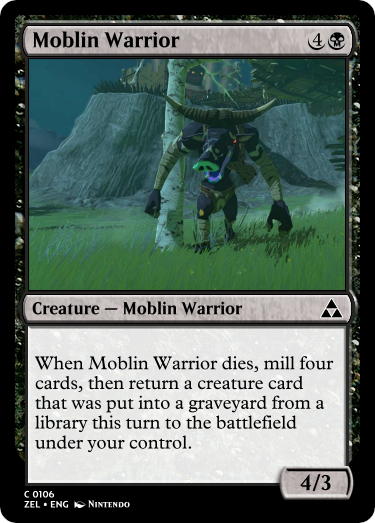 Moblin Warrior 4
Creature — Moblin Warrior
When Moblin Warrior dies, mill four
cards, then return a creature card
that was put into a graveyard from a
library this turn to the battlefield
under your control.
4/3
C 0106
ZEL • ENG Nintendo